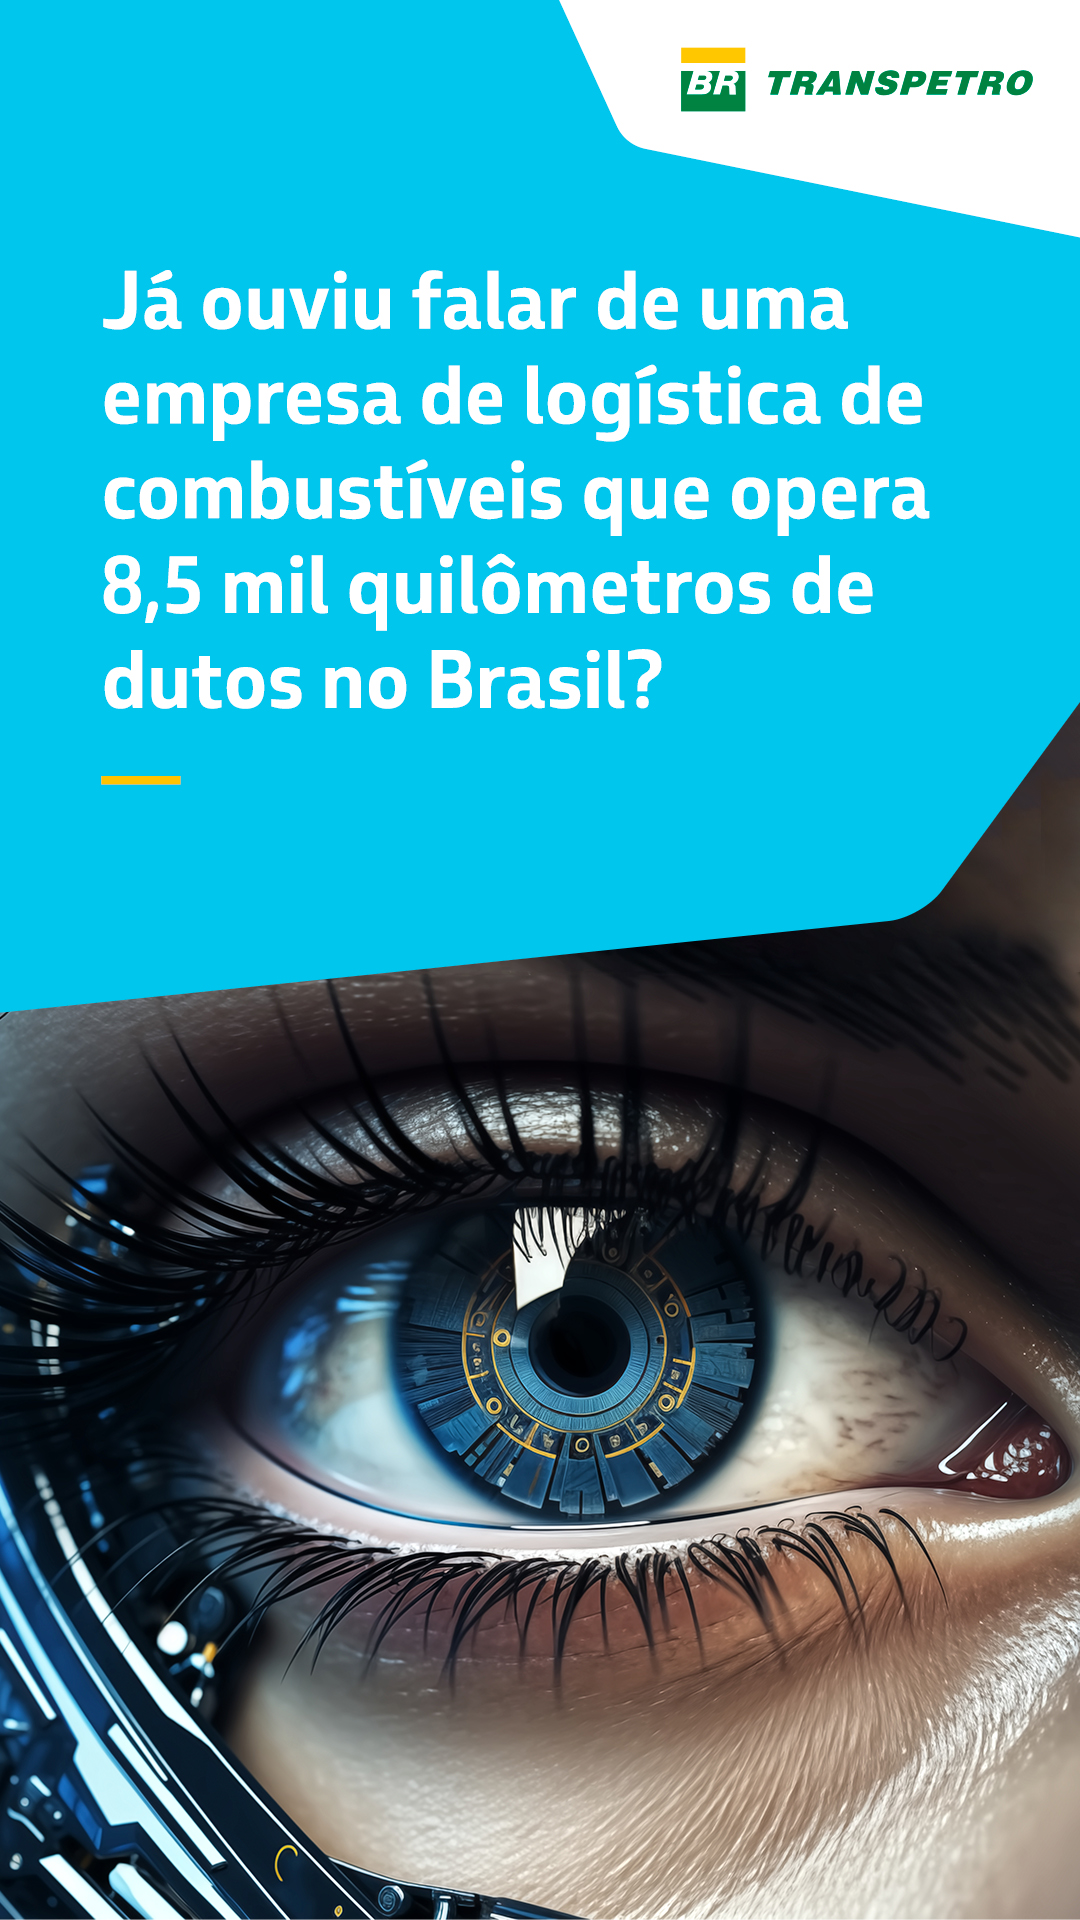 BR TRANSPETRO
Já ouviu falar de uma
empresa de logística de
combustíveis que opera
8,5 mil quilômetros de
dutos no Brasil?